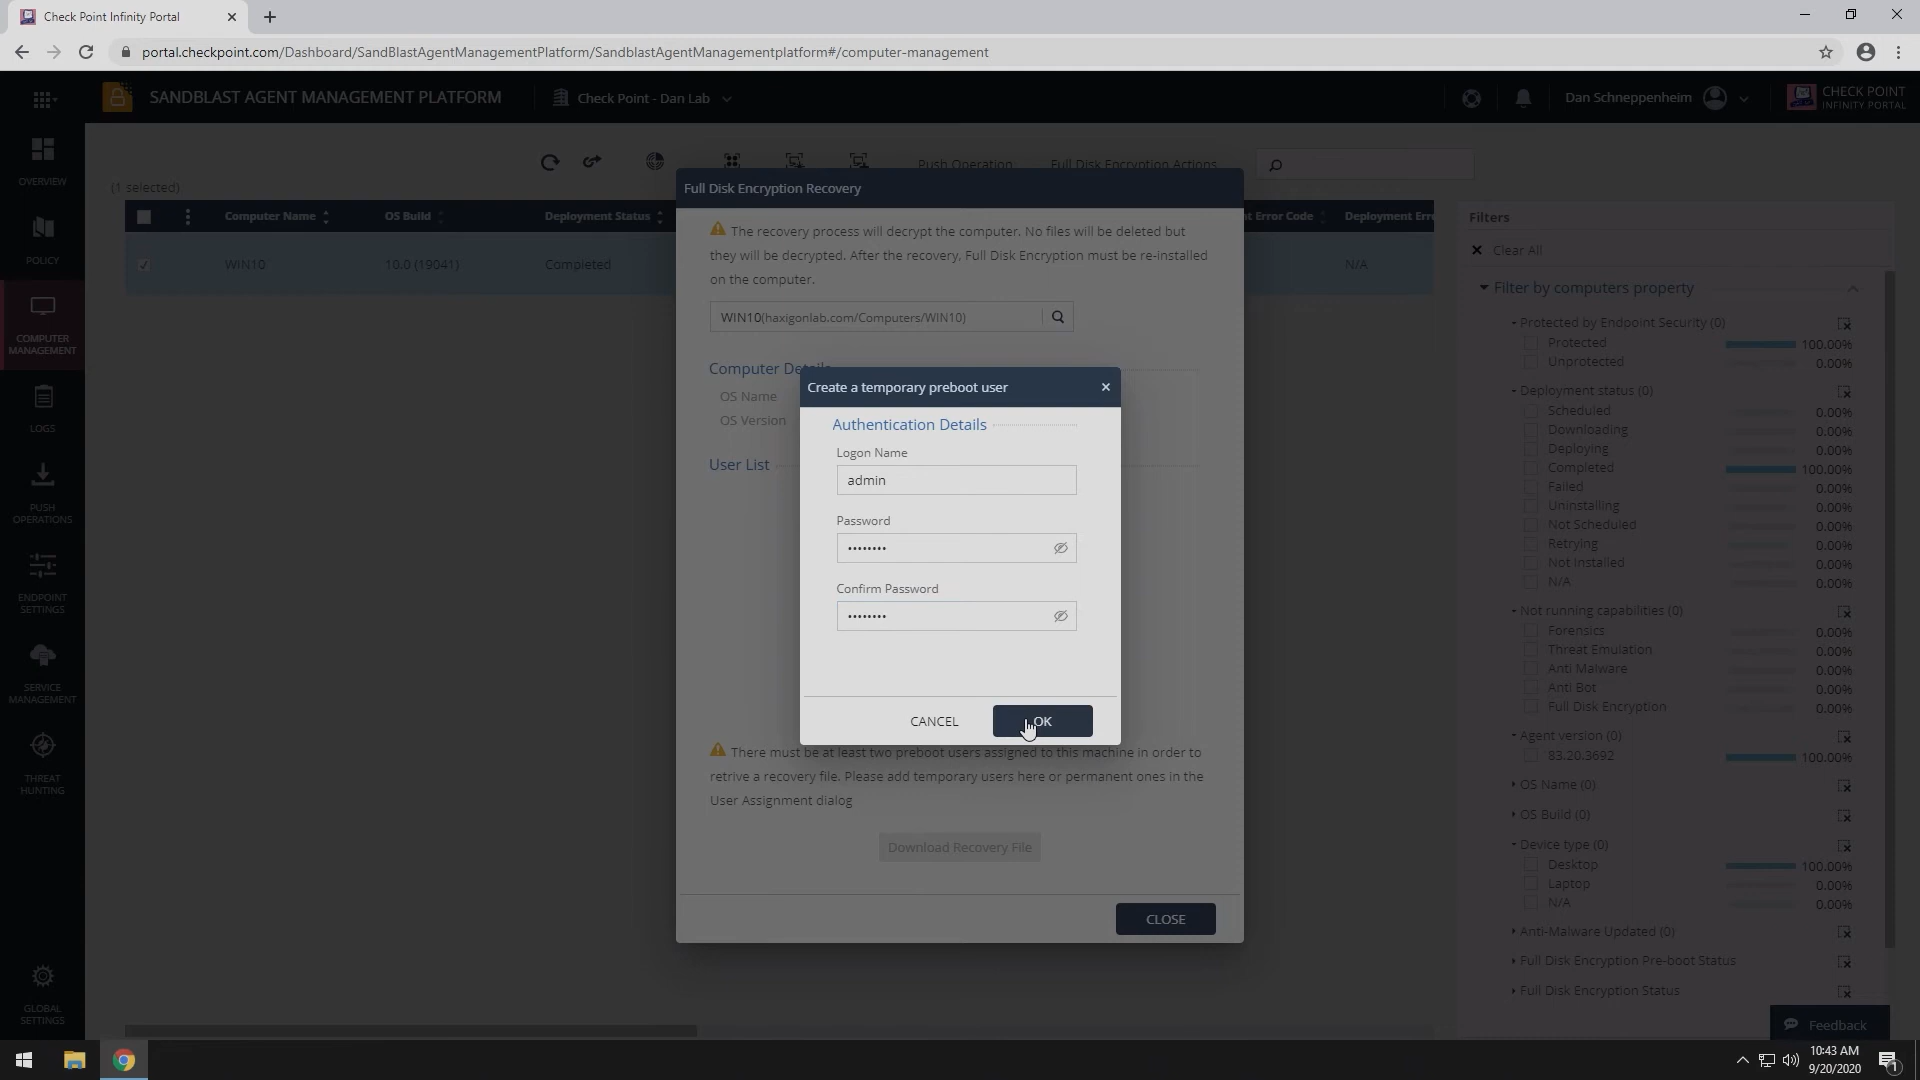 Check Point Infinity Portal
portal.checkpoint.com/Dashboard/SandBlastAgentManagementPlatform/SandblastAgentManagementplatform#/computer-management
SANDBLAST AGENT MANAGEMENT PLATFORM
Check Point - Dan Lab
Dan Schneppenheim
CHECK POINT
INFINITY PORTAL
OVERVIEW
POLICY
COMPUTER
MANAGEMENT
LOGS
PUSH
OPERATIONS
ENDPOINT
SETTINGS
SERVICE
MANAGEMENT
THREAT
HUNTING
GLOBAL
SETTINGS
Push Operation:
Full Disk Encryption Actions
(1 selected)
Computer Name
OS Build
Deployment Status
t Error Code
Deployment Err
WIN10
10.0 (19041)
Completed
N/A
Full Disk Encryption Recovery
The recovery process will decrypt the computer. No files will be deleted but
they will be decrypted. After the recovery, Full Disk Encryption must be re-installed
on the computer.
WIN10(haxigonlab.com/Computers/WIN10)
Computer Details
OS Name
OS Version
User List
Create a temporary preboot user
Authentication Details
Logon Name
admin
Password
••••••••
Confirm Password
••••••••
CANCEL
OK
There must be at least two preboot users assigned to this machine in order to
retrive a recovery file. Please add temporary users here or permanent ones in the
User Assignment dialog
Download Recovery File
CLOSE
Filters
Clear All
Filter by computers property
Protected by Endpoint Security (0)
Protected 100.00%
Unprotected 0.00%
Deployment status (0)
Scheduled 0.00%
Downloading 0.00%
Deploying 0.00%
Completed 100.00%
Failed 0.00%
Uninstalling 0.00%
Not Scheduled 0.00%
Retrying 0.00%
Not Installed 0.00%
N/A 0.00%
Not running capabilities (0)
Forensics 0.00%
Threat Emulation 0.00%
Anti Malware 0.00%
Anti Bot 0.00%
Full Disk Encryption 0.00%
Agent version (0)
83.20.3692 100.00%
OS Name (0)
OS Build (0)
Device type (0)
Desktop 100.00%
Laptop 0.00%
N/A 0.00%
Anti-Malware Updated (0)
Full Disk Encryption Pre-boot Status
Full Disk Encryption Status
Feedback
10:43 AM
9/20/2020
1